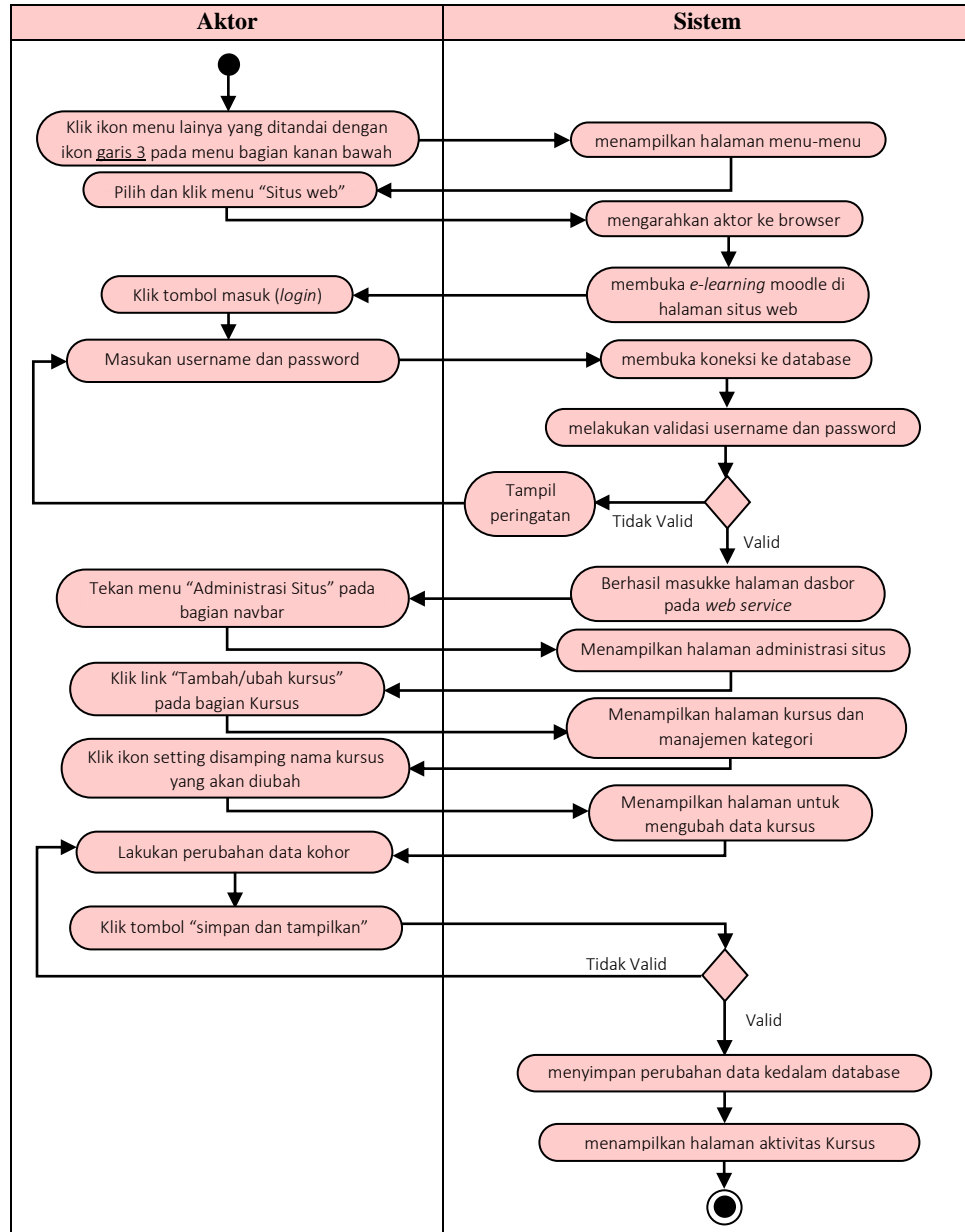 Aktor
Sistem
Klik ikon menu lainya yang ditandai dengan
ikon garis 3 pada menu bagian kanan bawah
menampilkan halaman menu-menu
Pilih dan klik menu “Situs web”
mengarahkan aktor ke browser
membuka e-learning moodle di
halaman situs web
Klik tombol masuk (login)
Masukan username dan password
membuka koneksi ke database
melakukan validasi username dan password
Tampil
peringatan
Tidak Valid
Valid
Berhasil masukke halaman dasbor
pada web service
Tekan menu “Administrasi Situs” pada
bagian navbar
Menampilkan halaman administrasi situs
Klik link “Tambah/ubah kursus”
pada bagian Kursus
Menampilkan halaman kursus dan
manajemen kategori
Klik ikon setting disamping nama kursus
yang akan diubah
Menampilkan halaman untuk
mengubah data kursus
Lakukan perubahan data kohor
Klik tombol “simpan dan tampilkan”
Tidak Valid
Valid
menyimpan perubahan data kedalam database
menampilkan halaman aktivitas Kursus